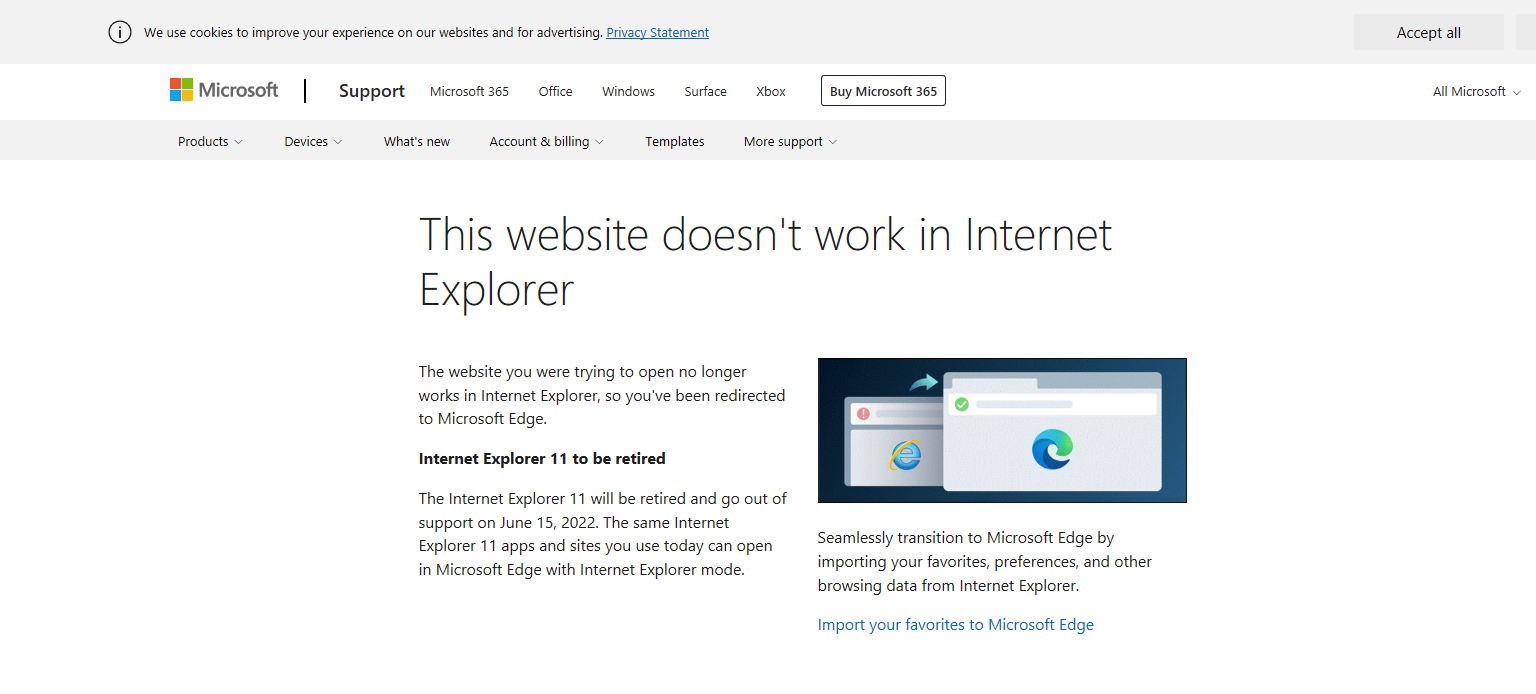 We use cookies to improve your experience on our websites and for advertising. Privacy Statement
Accept all
Microsoft
Support
Microsoft 365
Office
Windows
Surface
Xbox
Buy Microsoft 365
All Microsoft
Products
Devices
What's new
Account & billing
Templates
More support
This website doesn't work in Internet
Explorer
The website you were trying to open no longer
works in Internet Explorer, so you've been redirected
to Microsoft Edge.
Internet Explorer 11 to be retired
The Internet Explorer 11 will be retired and go out of
support on June 15, 2022. The same Internet
Explorer 11 apps and sites you use today can open
in Microsoft Edge with Internet Explorer mode.
Seamlessly transition to Microsoft Edge by
importing your favorites, preferences, and other
browsing data from Internet Explorer.
Import your favorites to Microsoft Edge